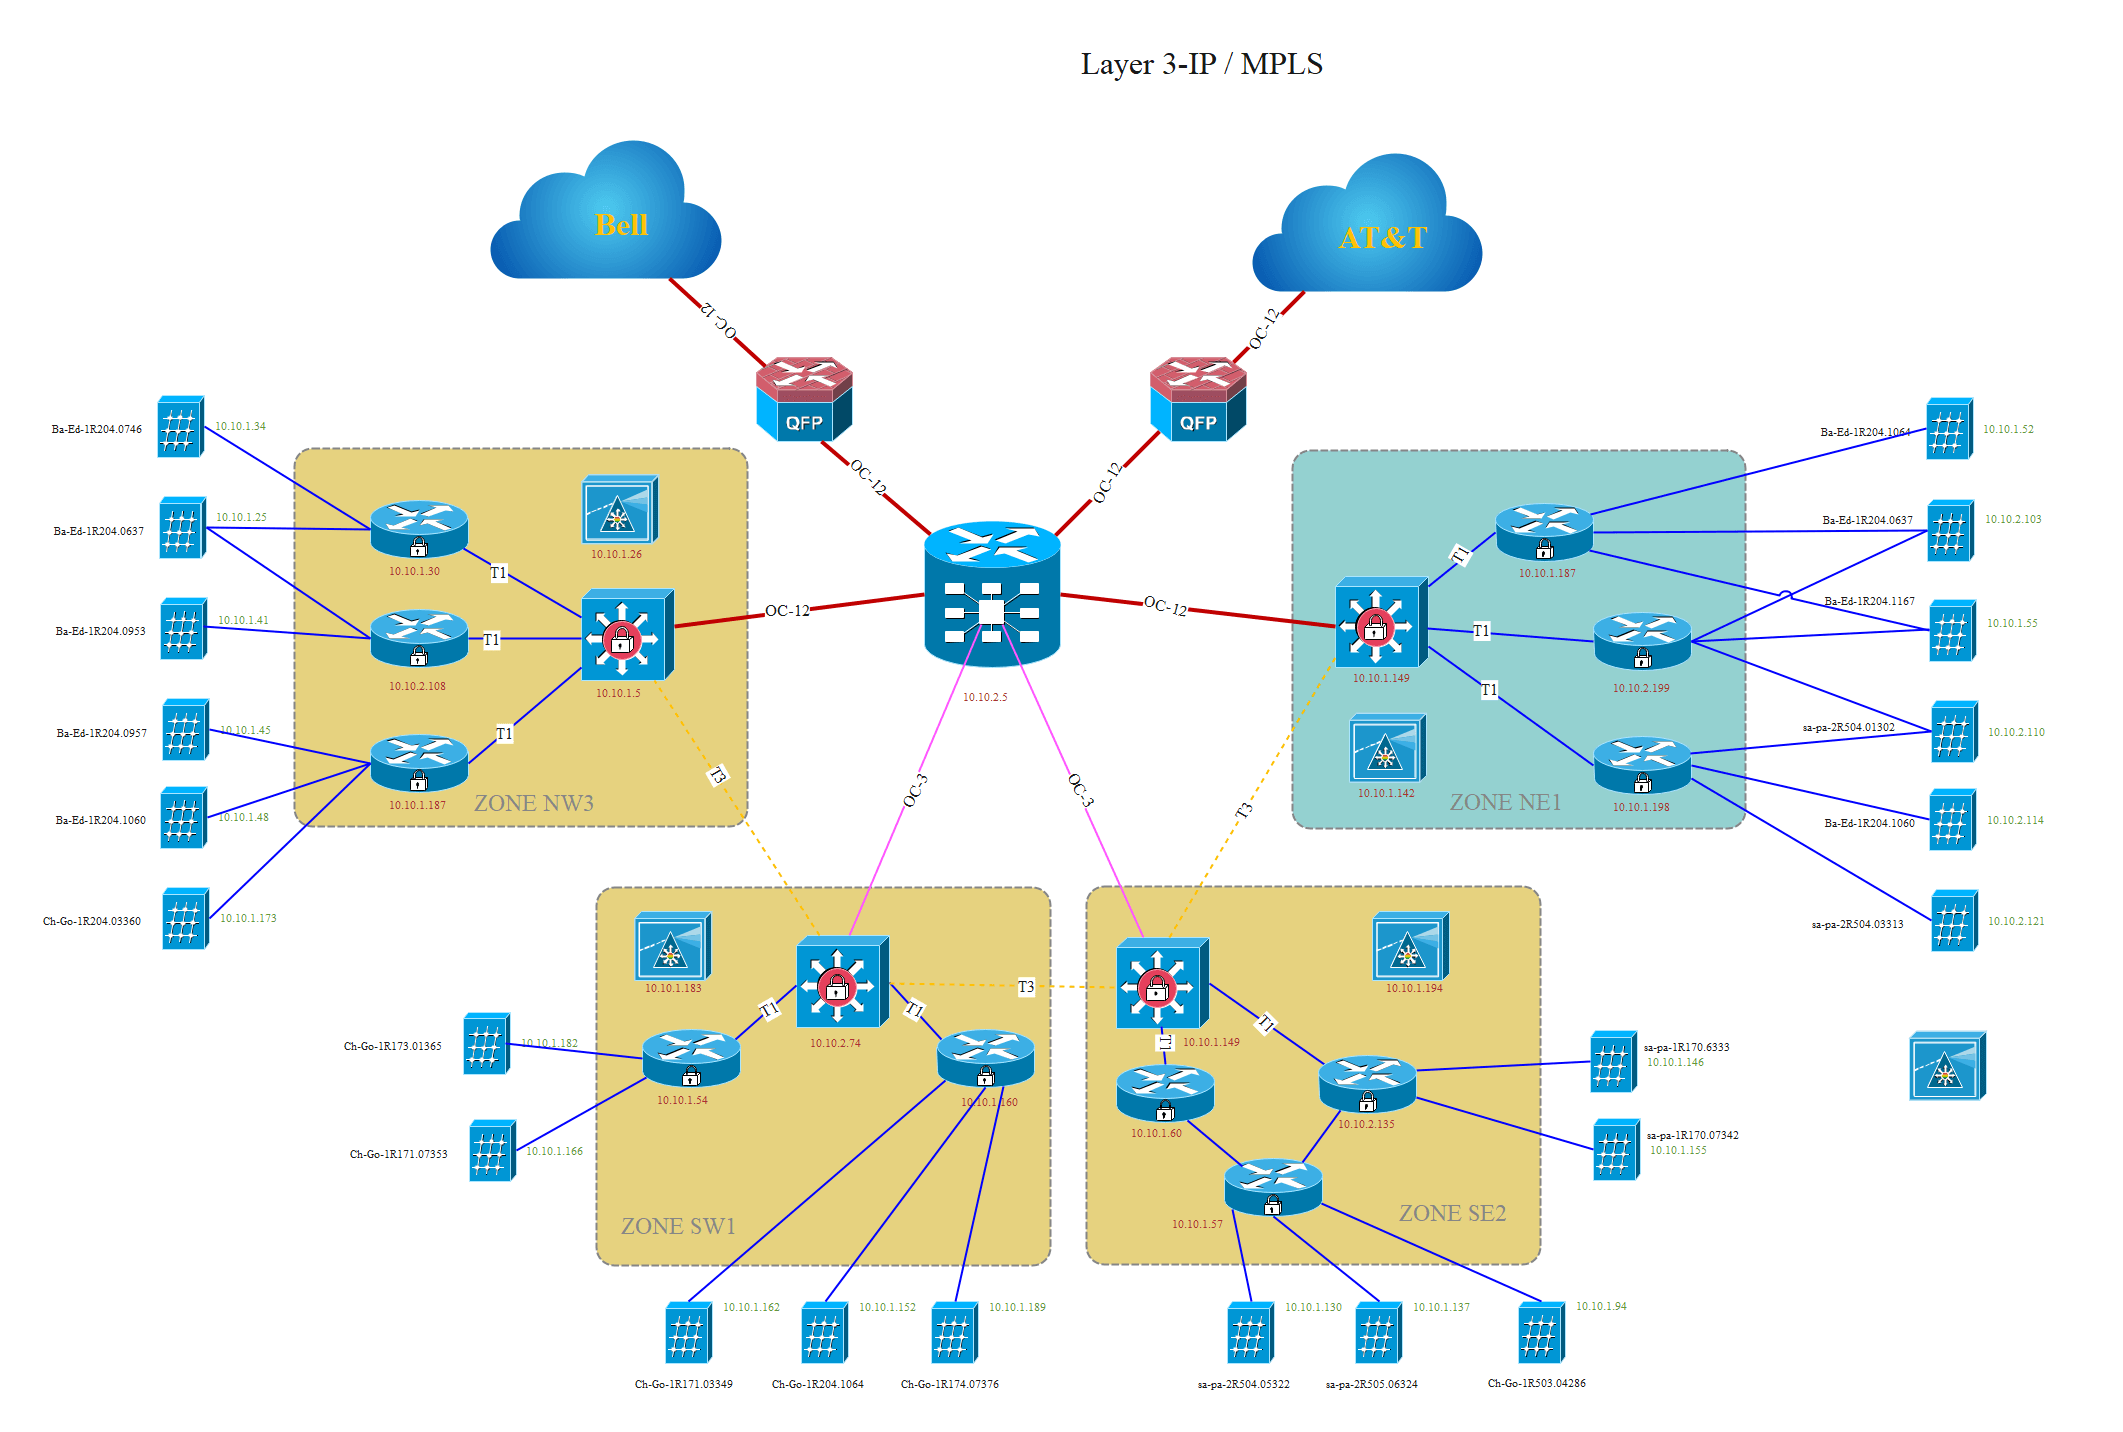 Layer 3-IP / MPLS
Bell
AT&T
OC-12
OC-12
QFP
QFP
OC-12
OC-12
OC-12
OC-12
10.10.2.5
OC-3
OC-3
Ba-Ed-1R204.0746
10.10.1.34
Ba-Ed-1R204.0637
10.10.1.25
Ba-Ed-1R204.0953
10.10.1.41
Ba-Ed-1R204.0957
10.10.1.45
Ba-Ed-1R204.1060
10.10.1.48
Ch-Go-1R204.03360
10.10.1.173
10.10.1.26
10.10.1.30
T1
10.10.2.108
T1
10.10.1.5
T1
10.10.1.187
ZONE NW3
T3
Ba-Ed-1R204.1064
10.10.1.52
Ba-Ed-1R204.0637
10.10.2.103
Ba-Ed-1R204.1167
10.10.1.55
sa-pa-2R504.01302
10.10.2.110
Ba-Ed-1R204.1060
10.10.2.114
sa-pa-2R504.03313
10.10.2.121
T1
10.10.1.187
T1
10.10.1.149
10.10.2.199
T1
10.10.1.142
10.10.1.198
ZONE NE1
T3
10.10.1.183
T3
T1
T1
10.10.2.74
Ch-Go-1R173.01365
10.10.1.182
10.10.1.54
10.10.1.160
Ch-Go-1R171.07353
10.10.1.166
ZONE SW1
10.10.1.162
10.10.1.152
10.10.1.189
Ch-Go-1R171.03349
Ch-Go-1R204.1064
Ch-Go-1R174.07376
10.10.1.194
T1
T1
10.10.1.149
10.10.1.60
10.10.2.135
sa-pa-1R170.6333
10.10.1.146
sa-pa-1R170.07342
10.10.1.155
10.10.1.57
ZONE SE2
10.10.1.130
10.10.1.137
10.10.1.94
sa-pa-2R504.05322
sa-pa-2R505.06324
Ch-Go-1R503.04286